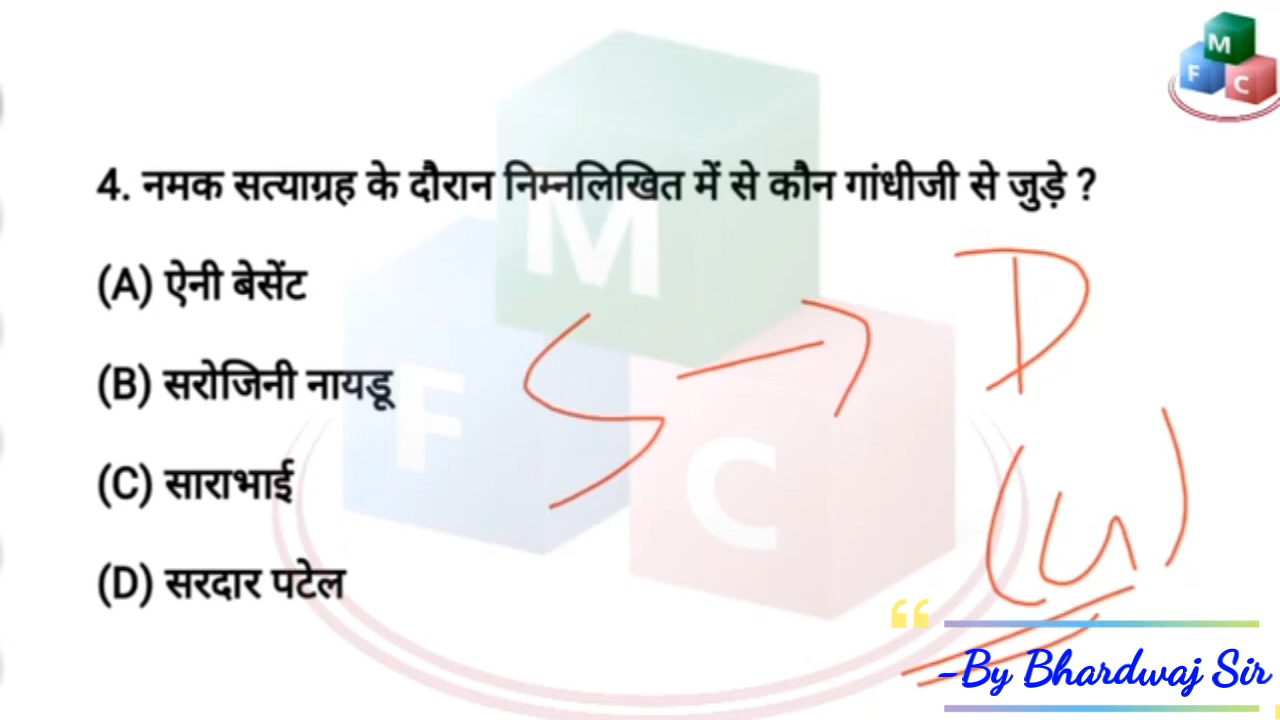 M
F C
4. नमक सत्याग्रह के दौरान निम्नलिखित में से कौन गांधीजी से जुड़े ?
M
(A) ऐनी बेसेंट
D
(B) सरोजिनी नायडू
F
(C) साराभाई
C
(D) सरदार पटेल
-By Bhardwaj Sir